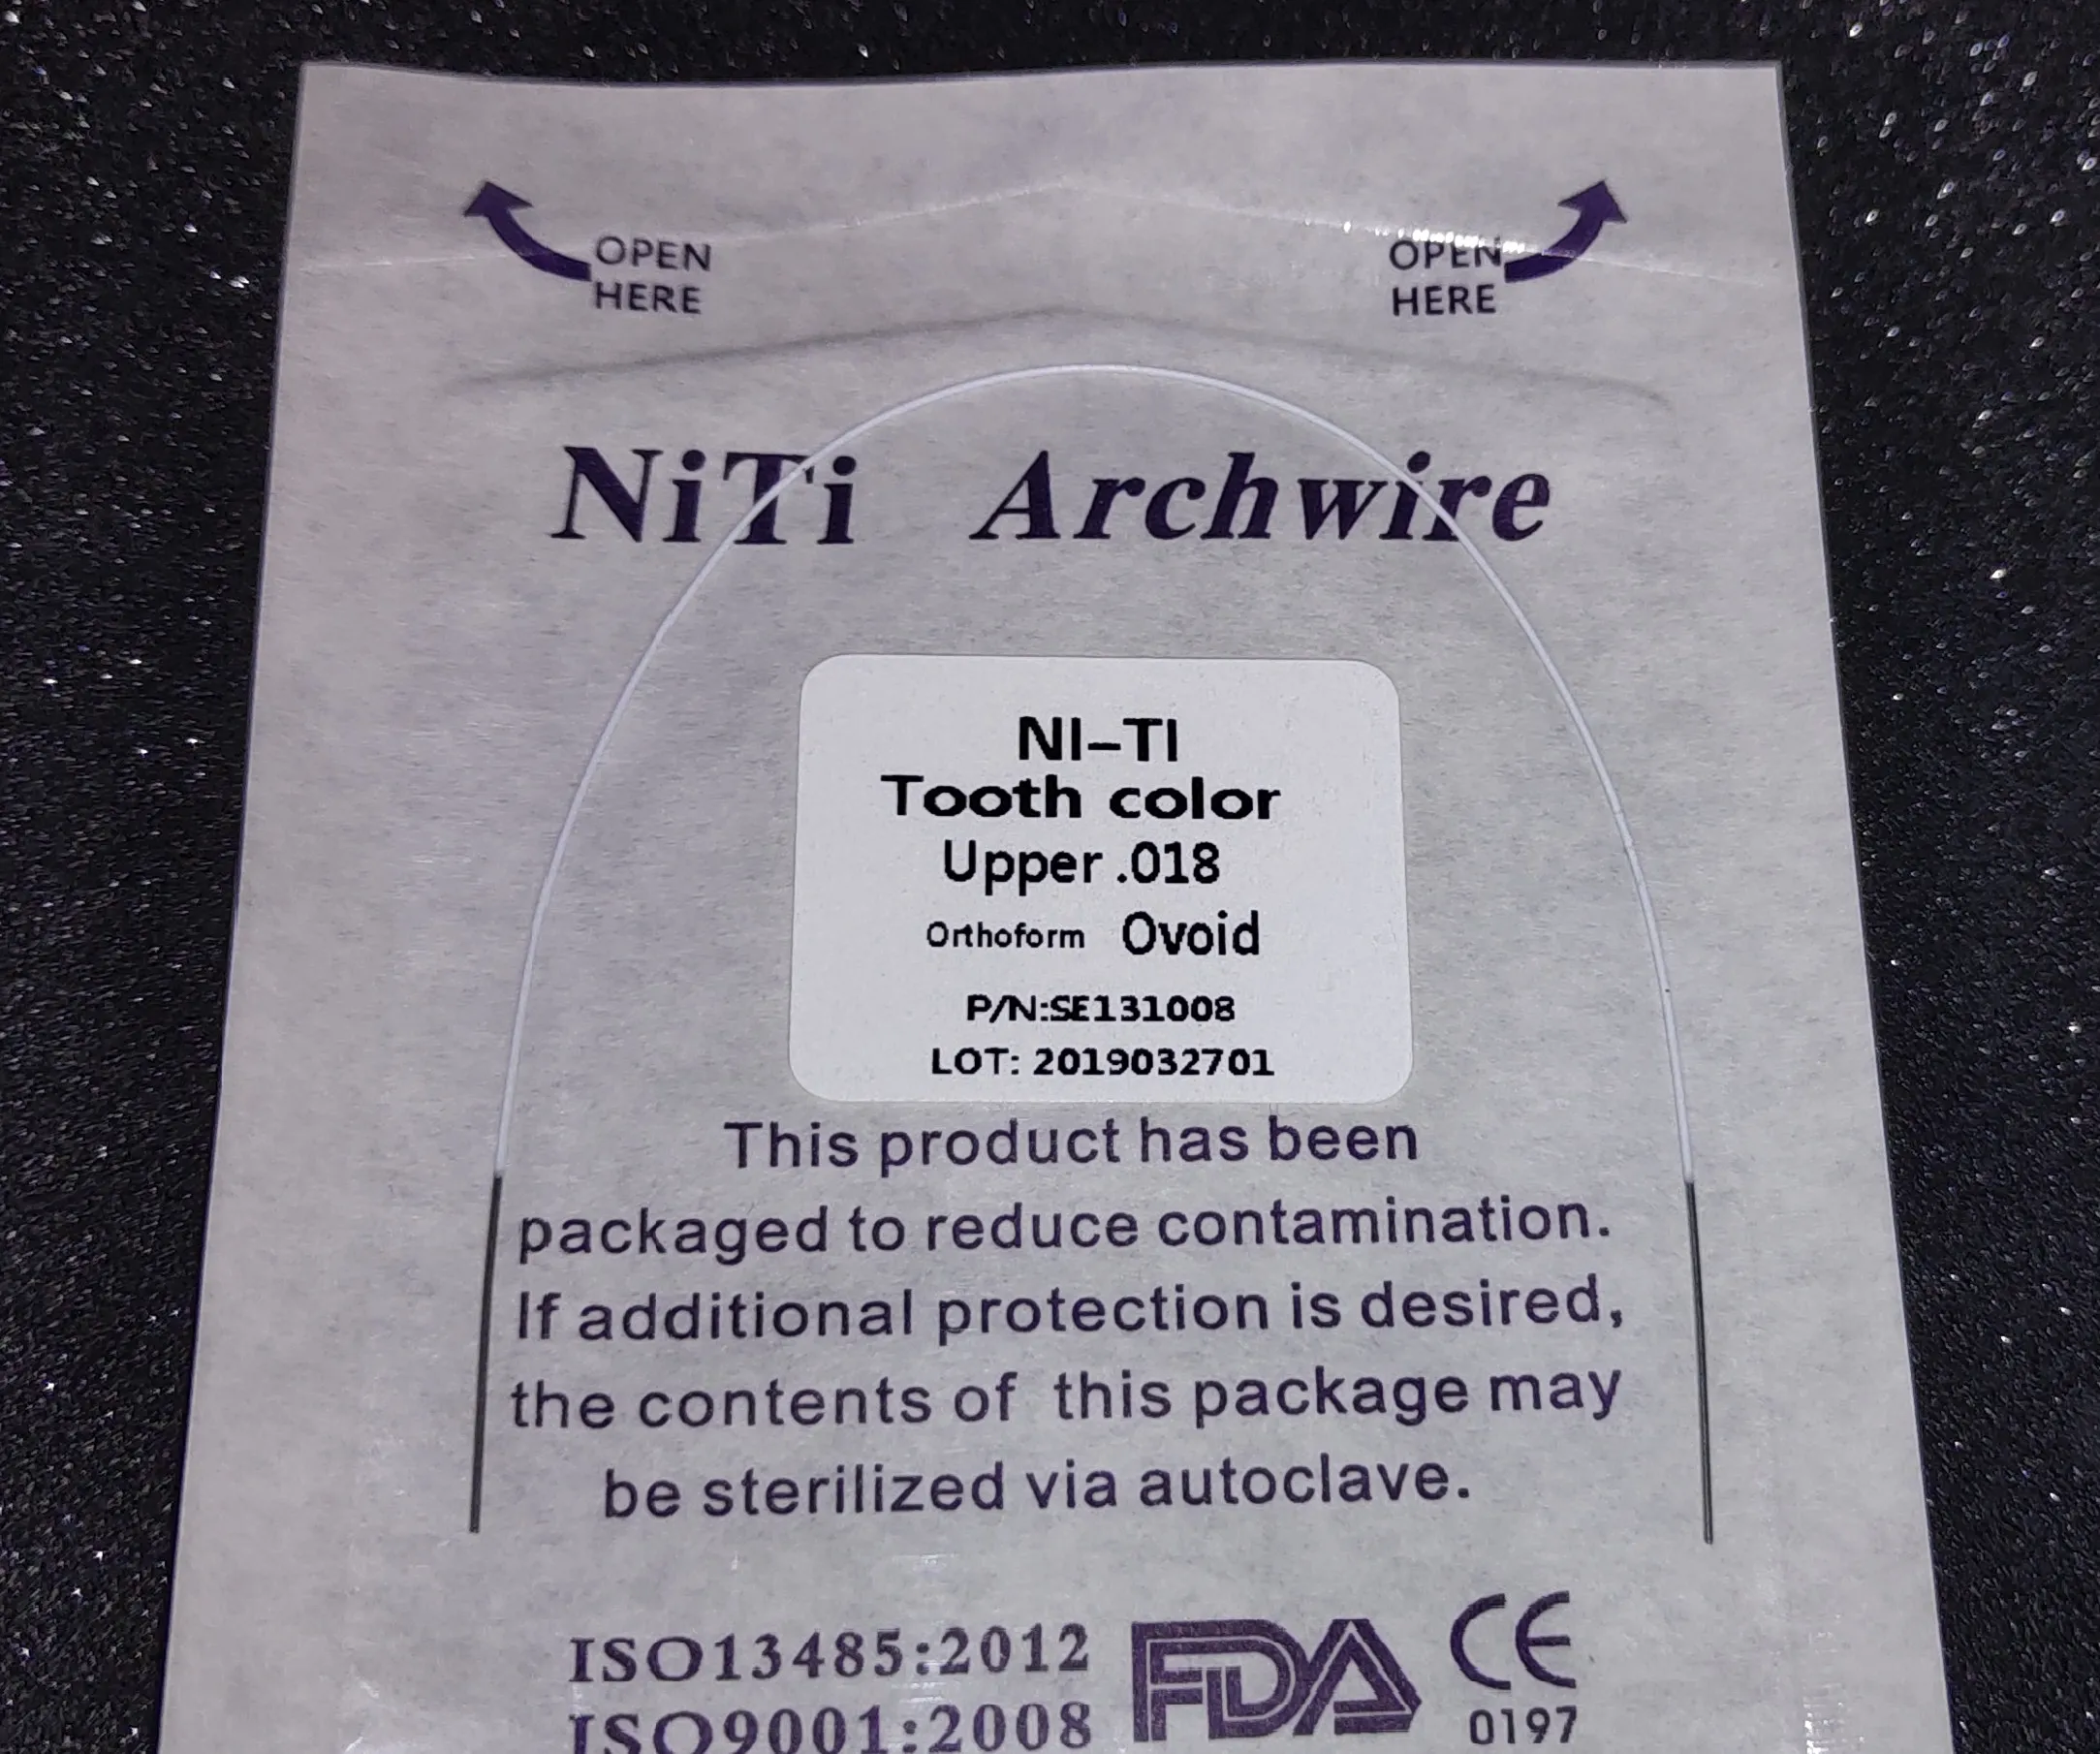 OPEN
HERE
OPEN
HERE
NiTi Archwire
NI-TI
Tooth color
Upper .018
Orthoform Ovoid
P/N:SE131008
LOT: 2019032701
This product has been
packaged to reduce contamination.
If additional protection is desired,
the contents of this package may
be sterilized via autoclave.
ISO13485:2012
ISO9001:2008
FDA
CE
0197